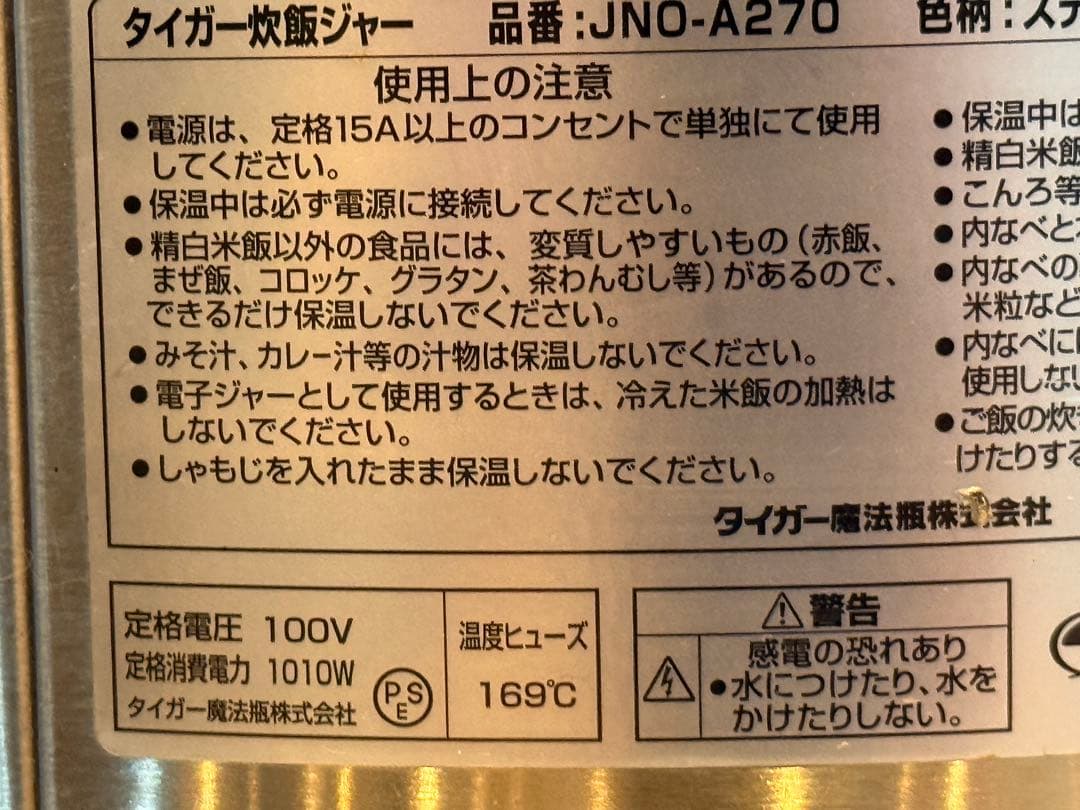 タイガー炊飯ジャー 品番:JNO-A270 色柄:ステ
使用上の注意
●電源は、定格15A以上のコンセントで単独にて使用
してください。
●保温中は必ず電源に接続してください。
●精白米飯以外の食品には、変質しやすいもの(赤飯、
まぜ飯、コロッケ、グラタン、茶わんむし等)があるので、
できるだけ保温しないでください。
●みそ汁、カレー汁等の汁物は保温しないでください。
●電子ジャーとして使用するときは、冷えた米飯の加熱は
しないでください。
●しゃもじを入れたまま保温しないでください。
●保温中は
●精白米飯
●こんろ等
●内なべと
●内なべの
米粒など
●内なべに
使用しない
●ご飯の炊
けたりする
タイガー魔法瓶株式会社
定格電圧 100V
定格消費電力 1010W
タイガー魔法瓶株式会社
PSE
温度ヒューズ
169℃
警告
感電の恐れあり
●水につけたり、水を
かけたりしない。